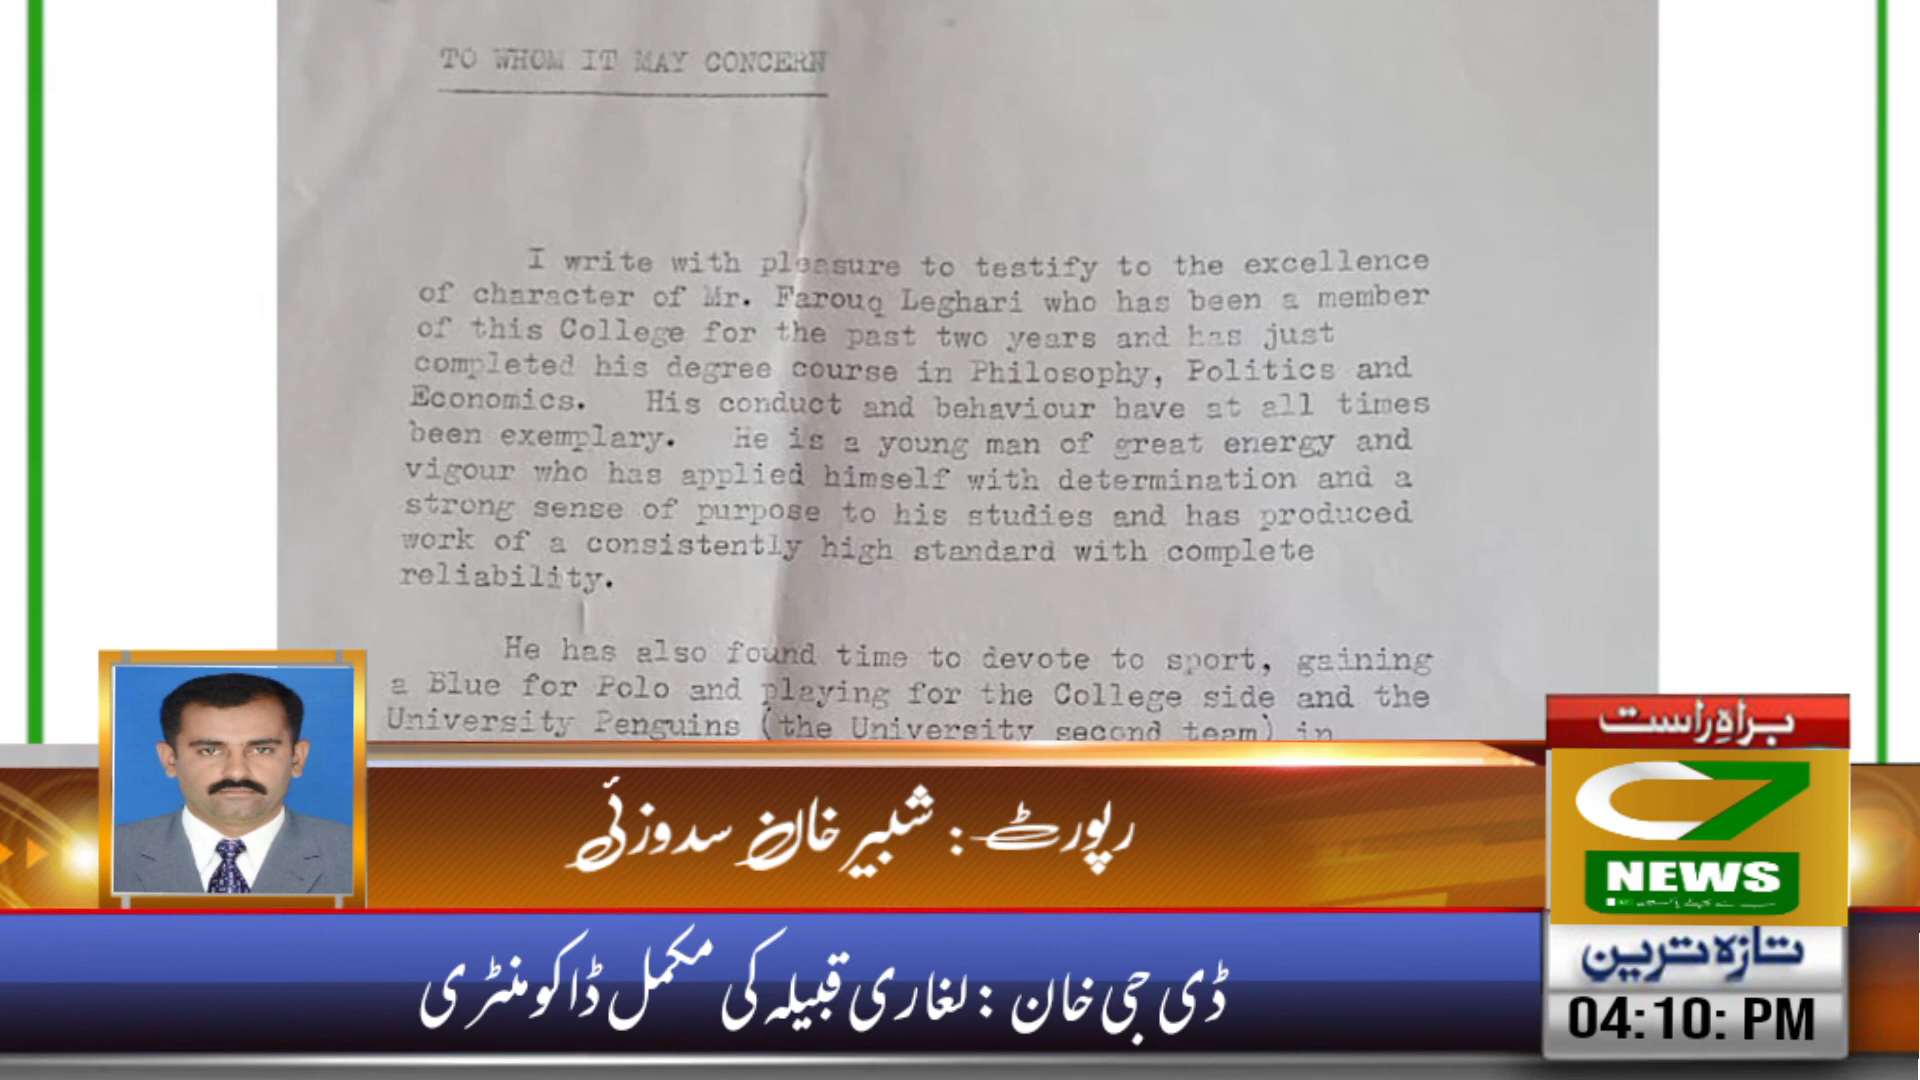 TO WHOM IT MAY CONCERN
I write with pleasure to testify to the excellence
of character of Mr. Farouq Leghari who has been a member
of this College for the past two years and has just
completed his degree course in Philosophy, Politics and
Economics. His conduct and behaviour have at all times
been exemplary. He is a young man of great energy and
vigour who has applied himself with determination and a
strong sense of purpose to his studies and has produced
work of a consistently high standard with complete
reliability.
He has also found time to devote to sport, gaining
a Blue for Polo and playing for the College side and the
University Penguins (the University second team) in
براہِ راست
C7
NEWS
رپورٹ : شبیر خان سدوزئی
ڈی جی خان : لغاری قبیلہ کی مکمل ڈاکومنٹری
تازہ ترین
04:10: PM